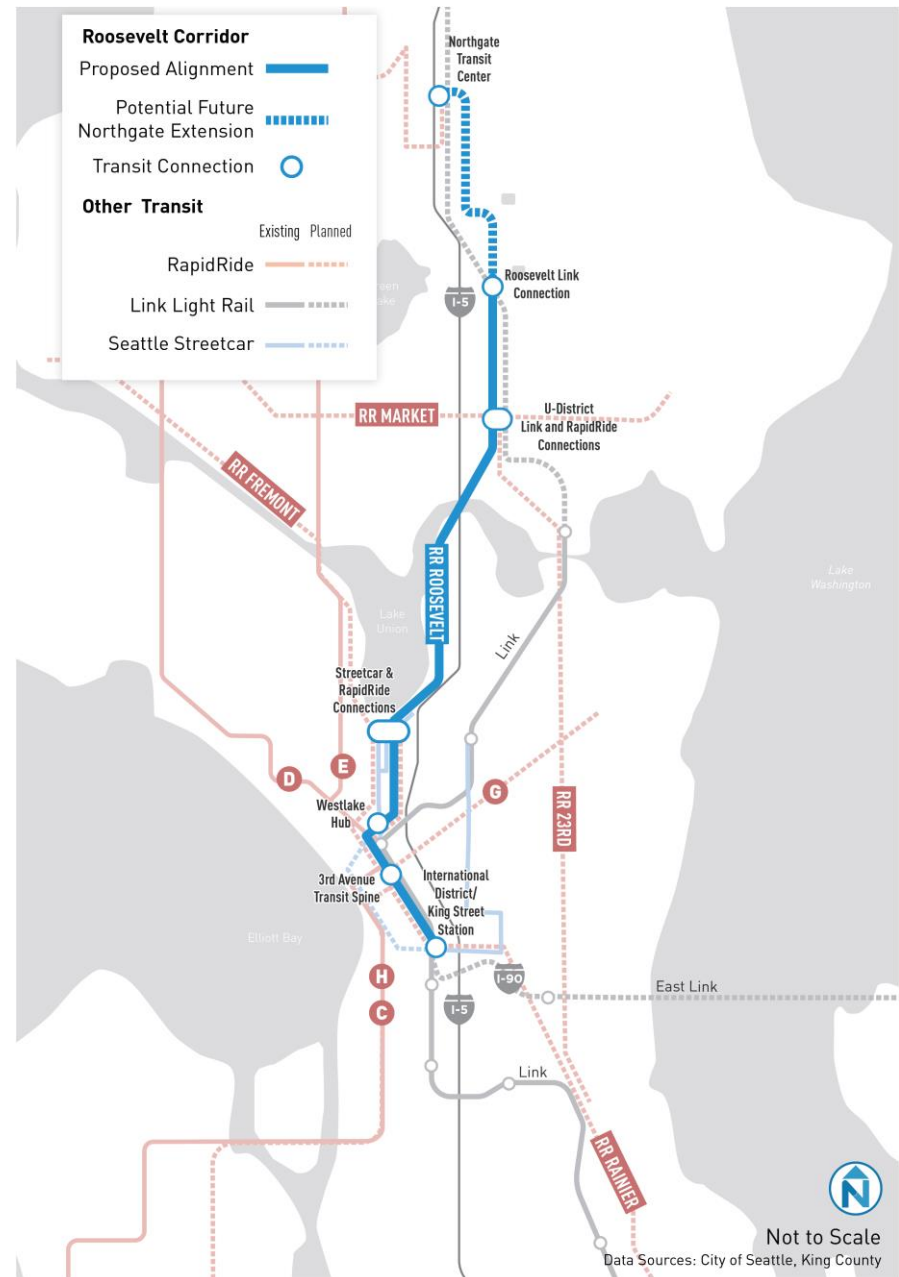 Roosevelt Corridor
Proposed Alignment
Potential Future
Northgate Extension
Transit Connection
Other Transit
Existing Planned
RapidRide
Link Light Rail
Seattle Streetcar
Northgate
Transit
Center
I-5
Roosevelt Link
Connection
RR MARKET
U-District
Link and RapidRide
Connections
RR FREMONT
RR ROOSEVELT
Lake
Washington
Lake
Union
Link
Streetcar &
RapidRide
Connections
D
E
G
RR 23RD
Westlake
Hub
3rd Avenue
Transit Spine
International
District/
King Street
Station
Elliott Bay
H
C
I-90
I-5
East Link
Link
RR RAINIER
N
Not to Scale
Data Sources: City of Seattle, King County